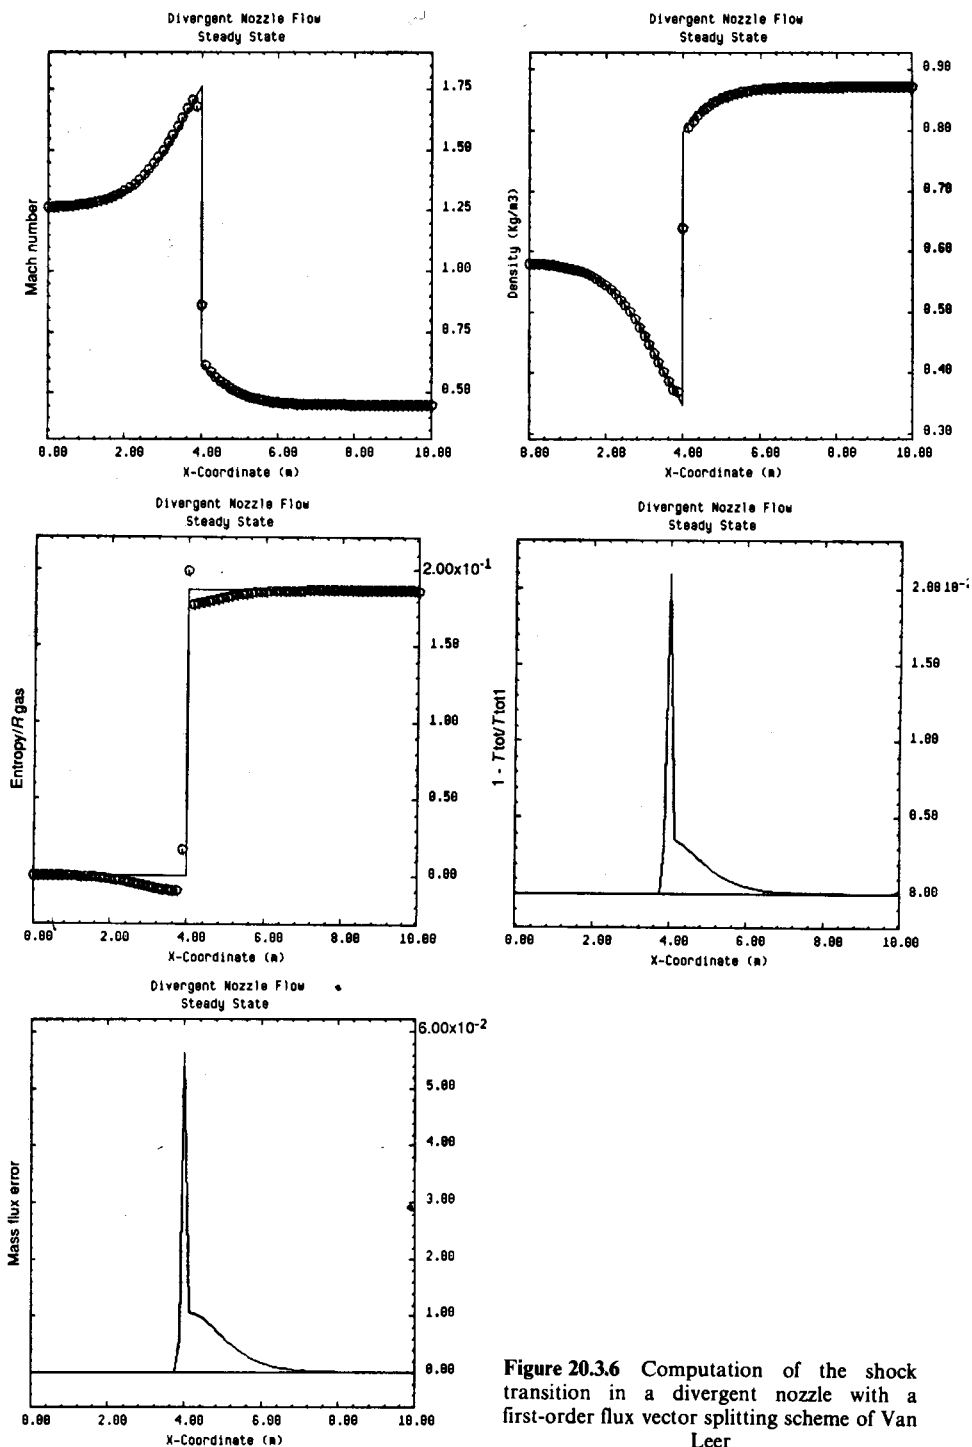 Divergent Nozzle Flow
Steady State
1.75
1.50
1.25
1.00
0.75
0.50
Mach number
0.00 2.00 4.00 6.00 8.00 10.00
X-Coordinate (m)
Divergent Nozzle Flow
Steady State
0.90
0.80
0.70
0.60
0.50
0.40
0.30
Density (Kg/m3)
0.00 2.00 4.00 6.00 8.00 10.00
X-Coordinate (m)
Divergent Nozzle Flow
Steady State
2.00x10⁻¹
1.50
1.00
0.50
0.00
Entropy/Rgas
0.00 2.00 4.00 6.00 8.00 10.00
X-Coordinate (m)
Divergent Nozzle Flow
Steady State
2.00 10⁻²
1.50
1.00
0.50
0.00
1 - Ttot/Ttot1
0.00 2.00 4.00 6.00 8.00 10.00
X-Coordinate (m)
Divergent Nozzle Flow
Steady State
6.00x10⁻²
5.00
4.00
3.00
2.00
1.00
0.00
Mass flux error
0.00 2.00 4.00 6.00 8.00 10.00
X-Coordinate (m)
Figure 20.3.6 Computation of the shock
transition in a divergent nozzle with a
first-order flux vector splitting scheme of Van
Leer